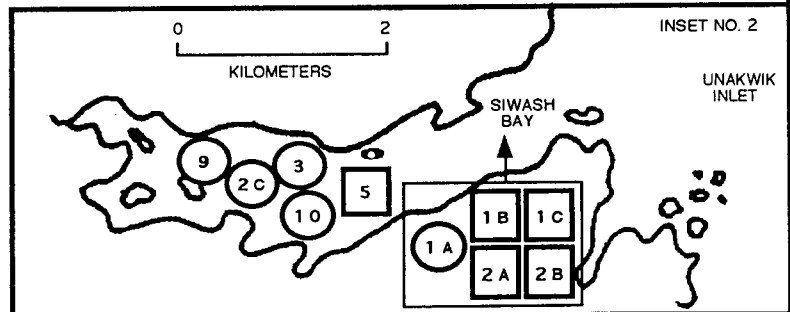 INSET NO. 2
0 2
KILOMETERS
UNAKWIK
INLET
SIWASH
BAY
9
2C
3
10
5
1A
1B
1C
2A
2B